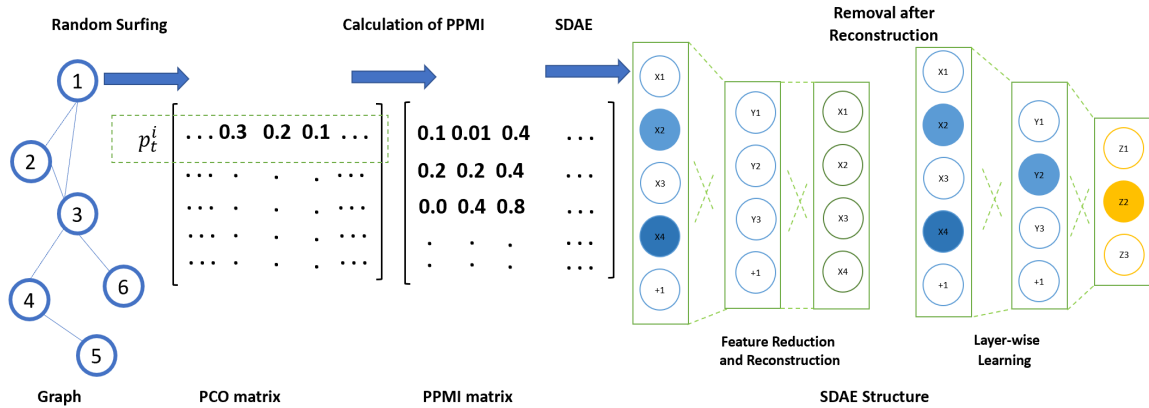 Random Surfing
Calculation of PPMI
SDAE
Removal after
Reconstruction
1
2
3
4
5
6
p_t^i
... 0.3 0.2 0.1 ...
... . . . ...
... . . . ...
... . . . ...
... . . . ...
0.1 0.01 0.4 ...
0.2 0.2 0.4
0.0 0.4 0.8 ...
. . . ...
. . . ...
X1
X2
X3
X4
+1
Y1
Y2
Y3
+1
X1
X2
X3
X4
X1
X2
X3
X4
+1
Y1
Y2
Y3
+1
Z1
Z2
Z3
Feature Reduction
and Reconstruction
Layer-wise
Learning
Graph
PCO matrix
PPMI matrix
SDAE Structure